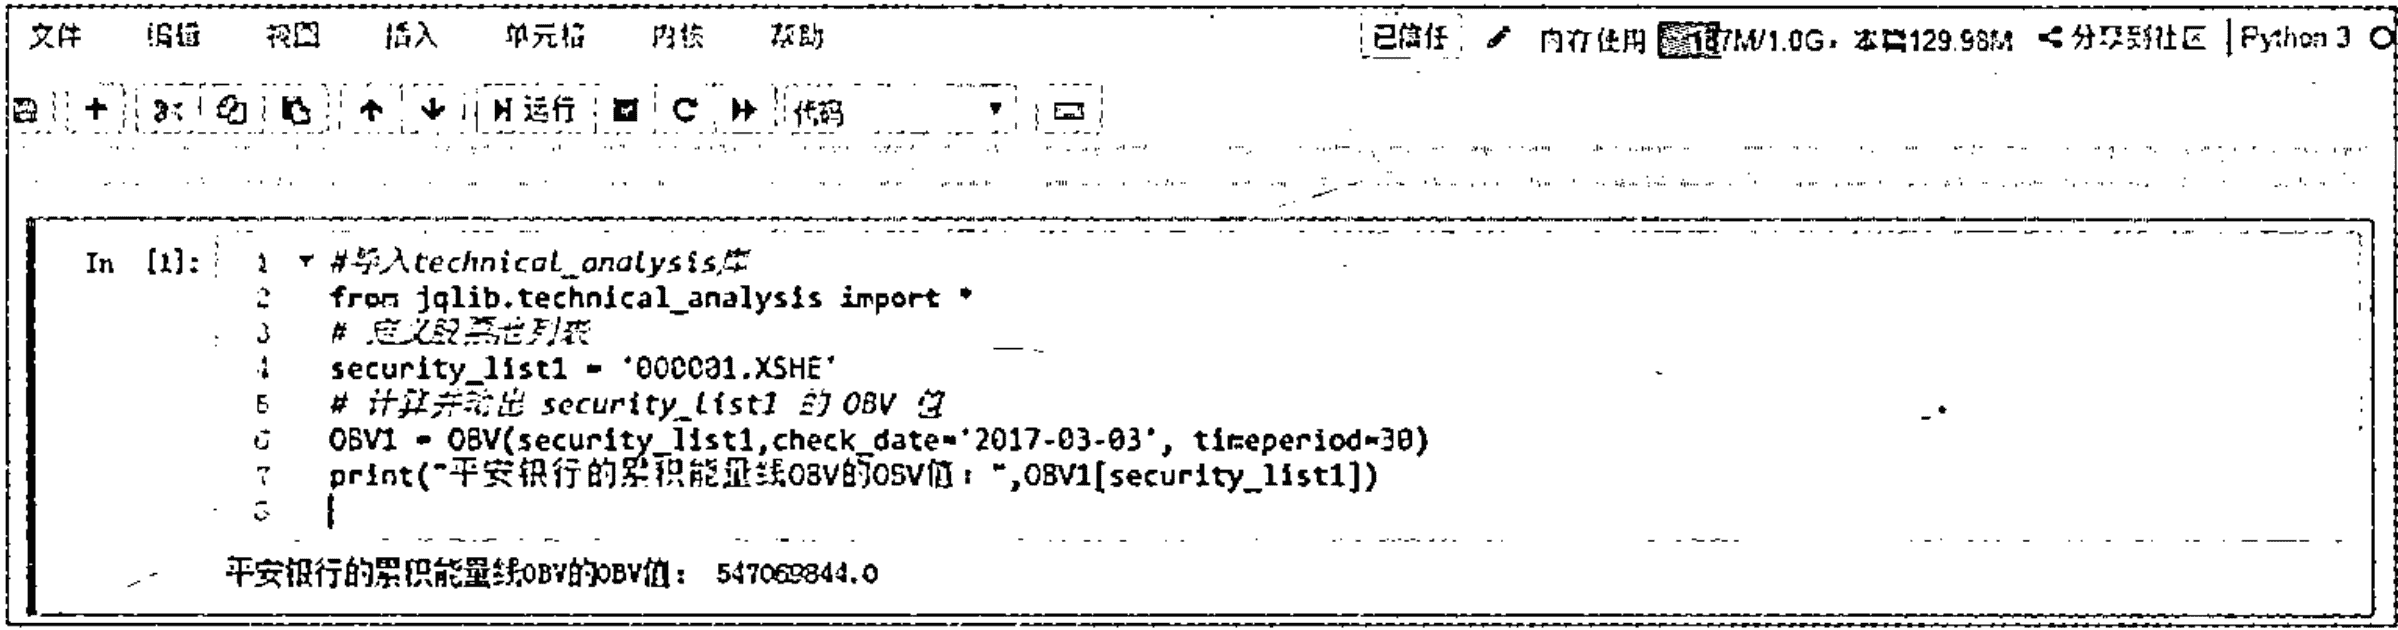 文件 编辑 视图 插入 单元格 内核 帮助 已信任 内存使用 187M/1.0G, 本篇129.98M 分享到社区 Python 3
运行 代码
In [1]: 1 #导入technical_analysis库
2 from jqlib.technical_analysis import *
3 # 定义股票池列表
4 security_list1 = '000001.XSHE'
5 # 计算并输出 security_list1 的 OBV 值
6 OBV1 = OBV(security_list1,check_date='2017-03-03', timeperiod=30)
7 print("平安银行的累积能量线OBV的OBV值：",OBV1[security_list1])
8
平安银行的累积能量线OBV的OBV值：